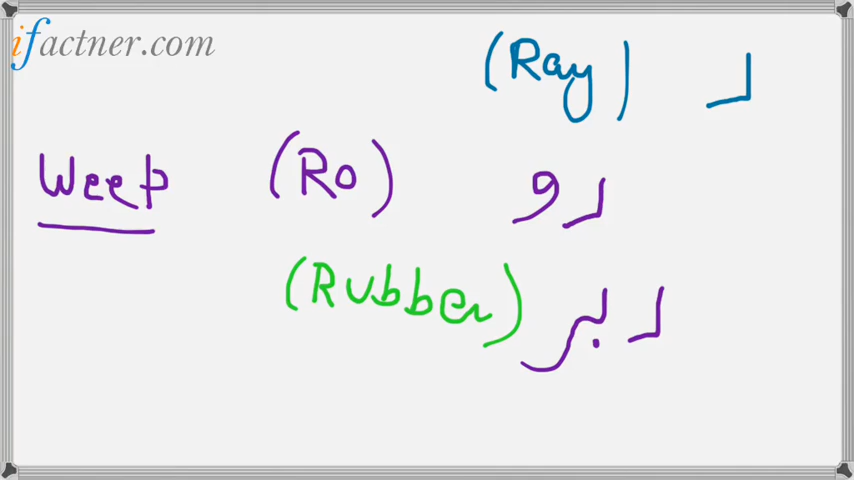 ifactner.com
(Ray) ر
Weep (Ro) رو
(Rubber) ربر